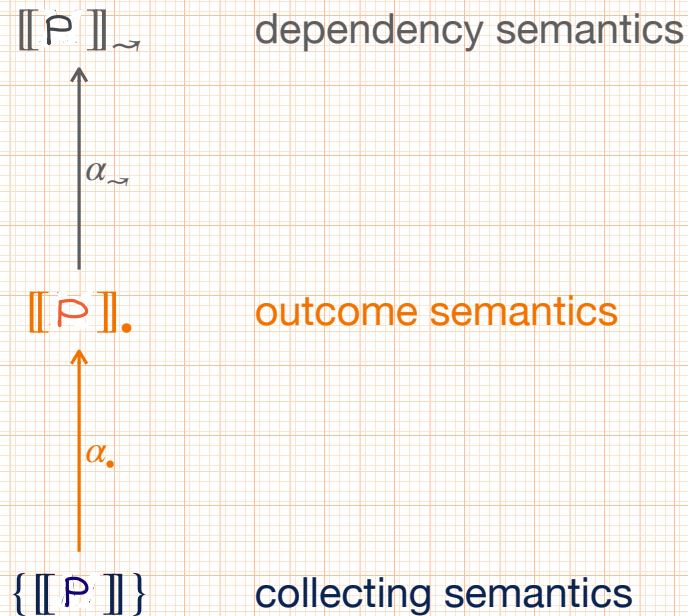 ⟦P⟧⇝ dependency semantics
α⇝
⟦P⟧• outcome semantics
α•
{⟦P⟧} collecting semantics